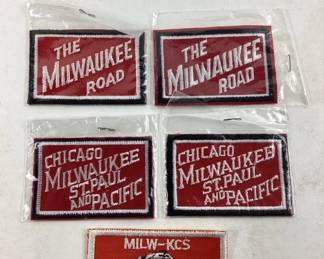 THE
MILWAUKEE
ROAD
THE
MILWAUKEE
ROAD
CHICAGO
MILWAUKEE
ST. PAUL
AND PACIFIC
CHICAGO
MILWAUKEE
ST. PAUL
AND PACIFIC
MILW-KCS